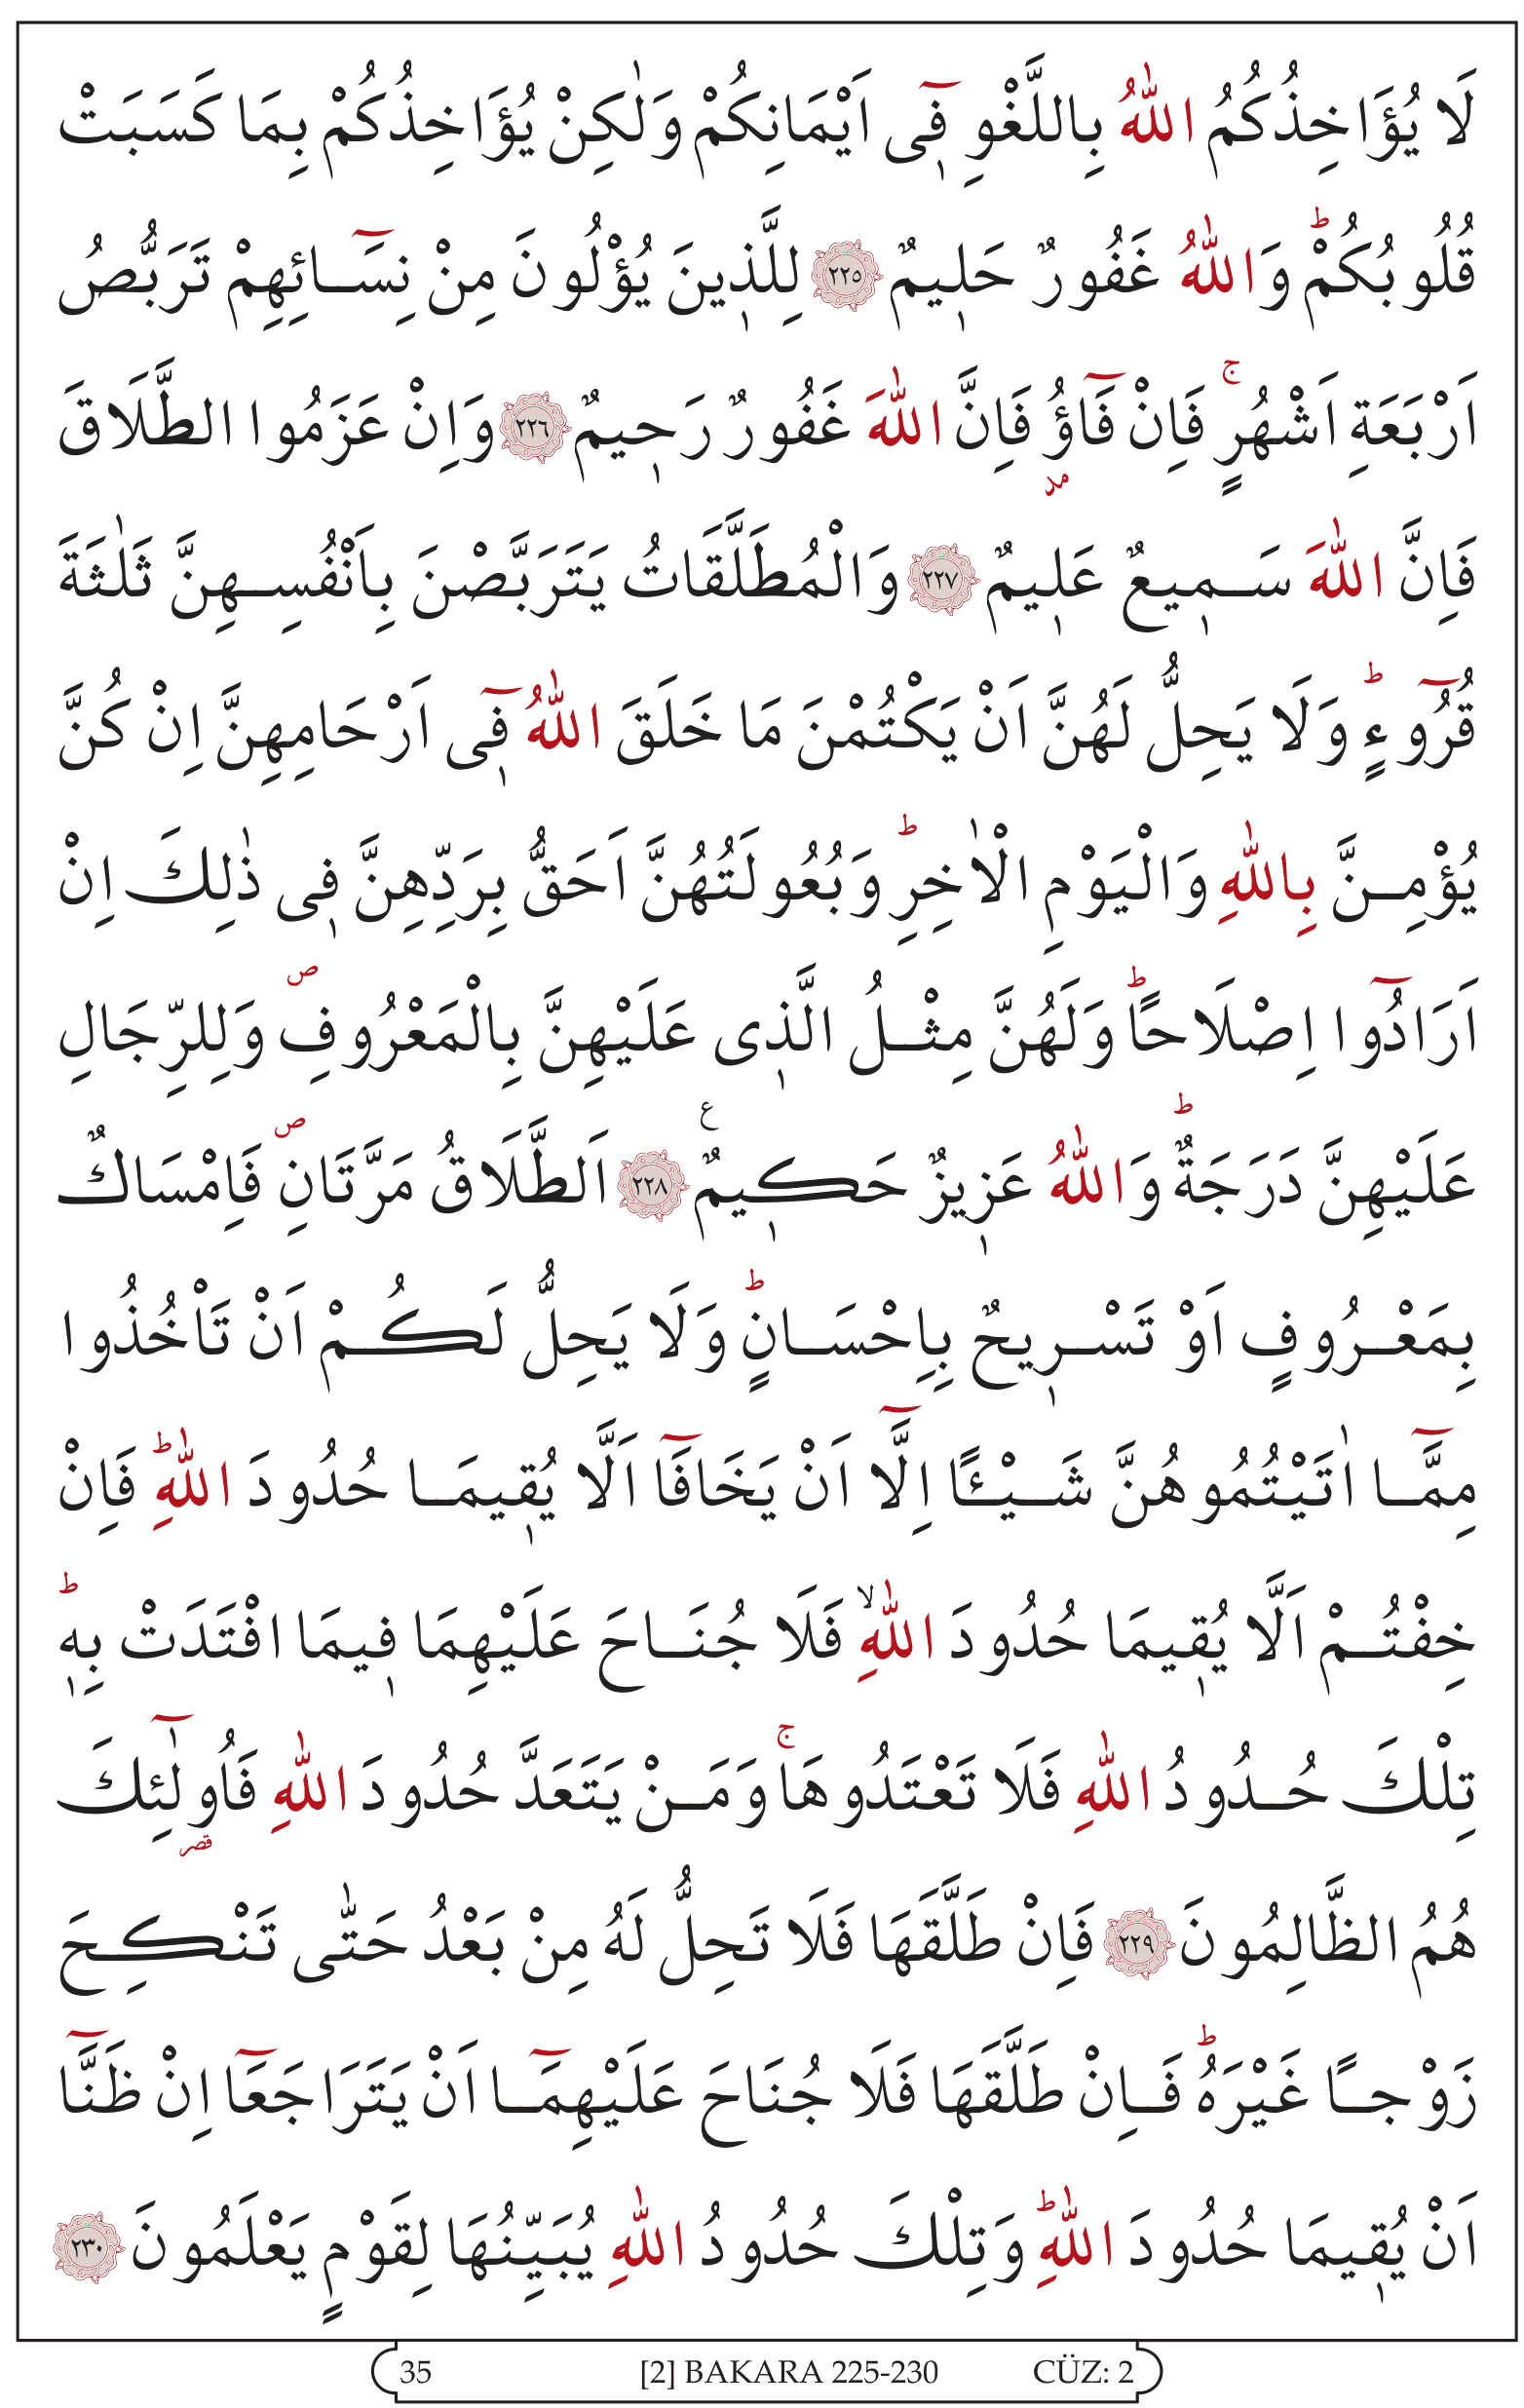 لَا يُؤَاخِذُكُمُ اللّٰهُ بِاللَّغْوِ ف۪ٓى اَيْمَانِكُمْ وَلٰكِنْ يُؤَاخِذُكُمْ بِمَا كَسَبَتْ
قُلُوبُكُمْۜ وَاللّٰهُ غَفُورٌ حَل۪يمٌ ﴿٢٢٥﴾ لِلَّذ۪ينَ يُؤْلُونَ مِنْ نِسَٓائِهِمْ تَرَبُّصُ
اَرْبَعَةِ اَشْهُرٍۚ فَاِنْ فَٓاؤُ۫ فَاِنَّ اللّٰهَ غَفُورٌ رَح۪يمٌ ﴿٢٢٦﴾ وَاِنْ عَزَمُوا الطَّلَاقَ
مد
فَاِنَّ اللّٰهَ سَم۪يعٌ عَل۪يمٌ ﴿٢٢٧﴾ وَالْمُطَلَّقَاتُ يَتَرَبَّصْنَ بِاَنْفُسِهِنَّ ثَلٰثَةَ
قُرُٓوءٍۜ وَلَا يَحِلُّ لَهُنَّ اَنْ يَكْتُمْنَ مَا خَلَقَ اللّٰهُ ف۪ٓى اَرْحَامِهِنَّ اِنْ كُنَّ
يُؤْمِنَّ بِاللّٰهِ وَالْيَوْمِ الْاٰخِرِۜ وَبُعُولَتُهُنَّ اَحَقُّ بِرَدِّهِنَّ ف۪ى ذٰلِكَ اِنْ
اَرَادُٓوا اِصْلَاحًاۜ وَلَهُنَّ مِثْلُ الَّذ۪ى عَلَيْهِنَّ بِالْمَعْرُوفِۖ وَلِلرِّجَالِ
عَلَيْهِنَّ دَرَجَةٌۜ وَاللّٰهُ عَز۪يزٌ حَك۪يمٌ ع ﴿٢٢٨﴾ اَلطَّلَاقُ مَرَّتَانِۖ فَاِمْسَاكٌ
بِمَعْرُوفٍ اَوْ تَسْر۪يحٌ بِاِحْسَانٍۜ وَلَا يَحِلُّ لَكُمْ اَنْ تَاْخُذُوا
مِمَّٓا اٰتَيْتُمُوهُنَّ شَيْـًٔا اِلَّٓا اَنْ يَخَافَٓا اَلَّا يُق۪يمَا حُدُودَ اللّٰهِۜ فَاِنْ
خِفْتُمْ اَلَّا يُق۪يمَا حُدُودَ اللّٰهِۙ فَلَا جُنَاحَ عَلَيْهِمَا ف۪يمَا افْتَدَتْ بِه۪ۜ
تِلْكَ حُدُودُ اللّٰهِ فَلَا تَعْتَدُوهَاۚ وَمَنْ يَتَعَدَّ حُدُودَ اللّٰهِ فَاُو۬لٰٓئِكَ
قصر
هُمُ الظَّالِمُونَ ﴿٢٢٩﴾ فَاِنْ طَلَّقَهَا فَلَا تَحِلُّ لَهُ مِنْ بَعْدُ حَتّٰى تَنْكِحَ
زَوْجًا غَيْرَهُۜ فَاِنْ طَلَّقَهَا فَلَا جُنَاحَ عَلَيْهِمَٓا اَنْ يَتَرَاجَعَٓا اِنْ ظَنَّٓا
اَنْ يُق۪يمَا حُدُودَ اللّٰهِۜ وَتِلْكَ حُدُودُ اللّٰهِ يُبَيِّنُهَا لِقَوْمٍ يَعْلَمُونَ ﴿٢٣٠﴾
35 [2] BAKARA 225-230 CÜZ: 2